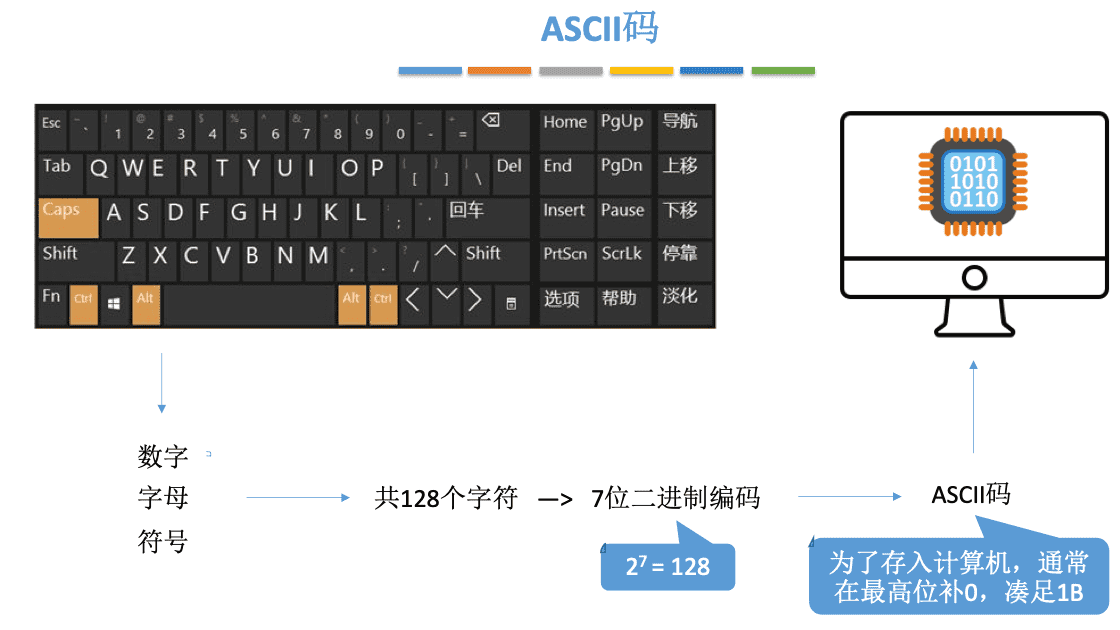 ASCII码
Esc ~ ` ! 1 @ 2 # 3 $ 4 % 5 ^ 6 & 7 * 8 ( 9 ) 0 _ - + = Home PgUp 导航
Tab Q W E R T Y U I O P { [ } ] | \ Del End PgDn 上移
Caps A S D F G H J K L : ; " ' 回车 Insert Pause 下移
Shift Z X C V B N M < , > . ? / Shift PrtScn ScrLk 停靠
Fn Ctrl Alt Alt Ctrl 选项 帮助 淡化
0101
1010
0110
数字
字母
符号
共128个字符 —> 7位二进制编码
ASCII码
2⁷ = 128
为了存入计算机，通常
在最高位补0，凑足1B